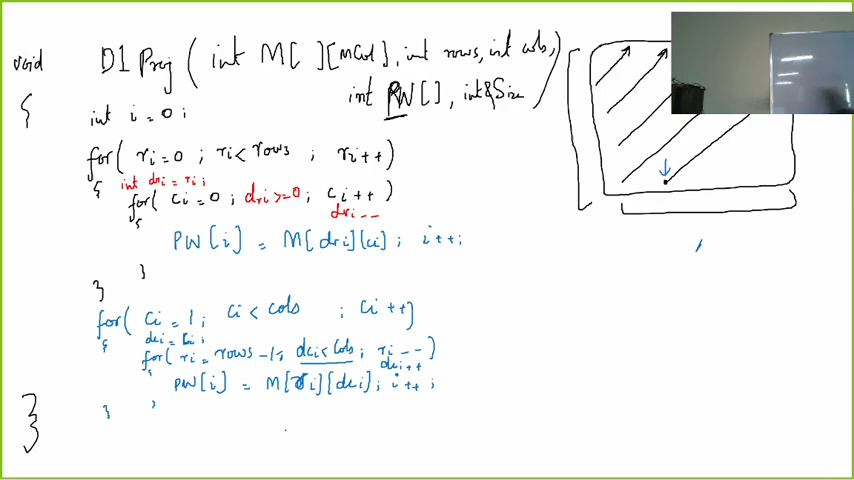 void D1Proj ( int M[ ][MCol], int rows, int cols,
int PW[ ], int&Size )
{
int i = 0 ;
for( ri = 0 ; ri < rows ; ri++ )
{ int dri = ri ;
for( ci = 0 ; dri >= 0 ; ci++ )
dri --
{
PW[i] = M[dri][ci] ; i++ ;
}
}
for( ci = 1 ; ci < cols ; ci++ )
{ dci = ci ;
for( ri = rows -1 ; dci < cols ; ri-- )
{ dci++
PW[i] = M[ri][dci] ; i++ ;
} }
}